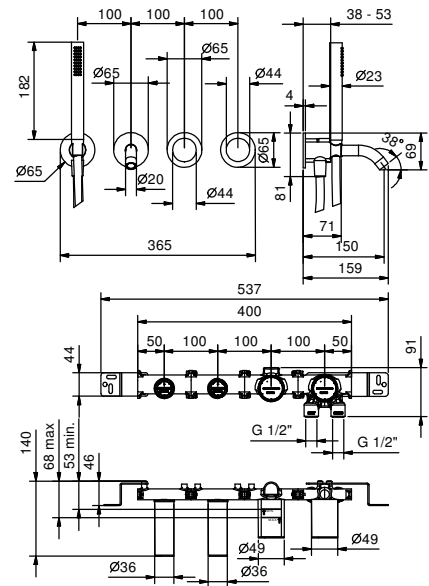 100 100 100
38 - 53
Ø65
Ø65 Ø44
Ø23
182
4
38°
Ø65
69
Ø65
Ø20
Ø44
81
71
365
150
159
537
400
50 100 100 100 50
44
91
G 1/2"
G 1/2"
140
68 max
53 min.
46
Ø36
Ø36
Ø49
Ø49